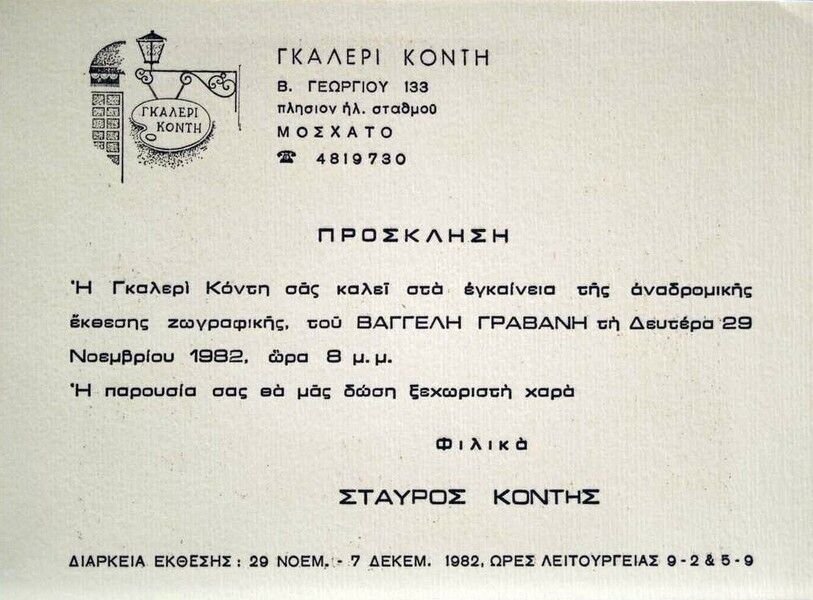 ΓΚΑΛΕΡΙ
ΚΟΝΤΗ
ΓΚΑΛΕΡΙ ΚΟΝΤΗ
Β. ΓΕΩΡΓΙΟΥ 133
πλησιον ήλ. σταθμοῦ
ΜΟΣΧΑΤΟ
☎ 4819730
ΠΡΟΣΚΛΗΣΗ
Ἡ Γκαλερὶ Κόντη σᾶς καλεῖ στὰ ἐγκαίνεια τῆς ἀναδρομικῆς
ἔκθεσης ζωγραφικῆς, τοῦ ΒΑΓΓΕΛΗ ΓΡΑΒΑΝΗ τὴ Δευτέρα 29
Νοεμβρίου 1982, ὥρα 8 μ.μ.
Ἡ παρουσία σας θὰ μᾶς δώση ξεχωριστὴ χαρὰ
Φιλικὰ
ΣΤΑΥΡΟΣ ΚΟΝΤΗΣ
ΔΙΑΡΚΕΙΑ ΕΚΘΕΣΗΣ: 29 ΝΟΕΜ. - 7 ΔΕΚΕΜ. 1982, ΩΡΕΣ ΛΕΙΤΟΥΡΓΕΙΑΣ 9-2 & 5-9